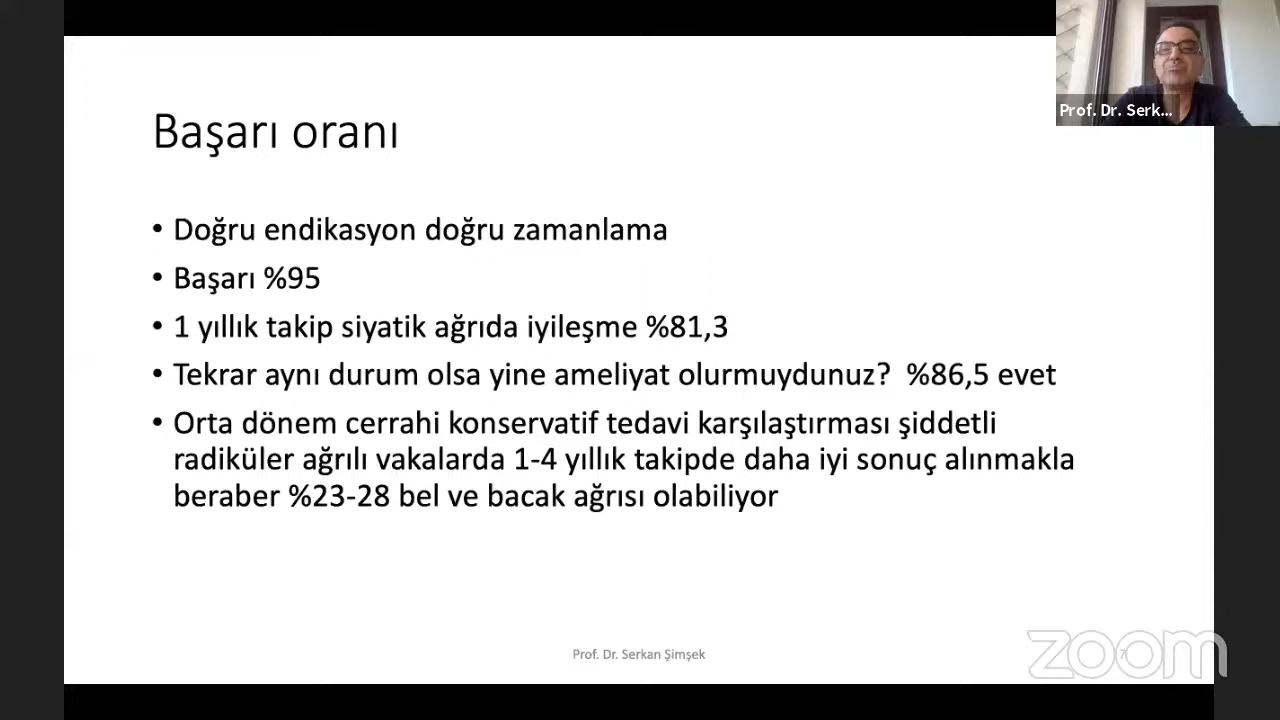 Prof. Dr. Serk...
Başarı oranı
• Doğru endikasyon doğru zamanlama
• Başarı %95
• 1 yıllık takip siyatik ağrıda iyileşme %81,3
• Tekrar aynı durum olsa yine ameliyat olurmuydunuz? %86,5 evet
• Orta dönem cerrahi konservatif tedavi karşılaştırması şiddetli
radiküler ağrılı vakalarda 1-4 yıllık takipde daha iyi sonuç alınmakla
beraber %23-28 bel ve bacak ağrısı olabiliyor
Prof. Dr. Serkan Şimşek
7
zoom